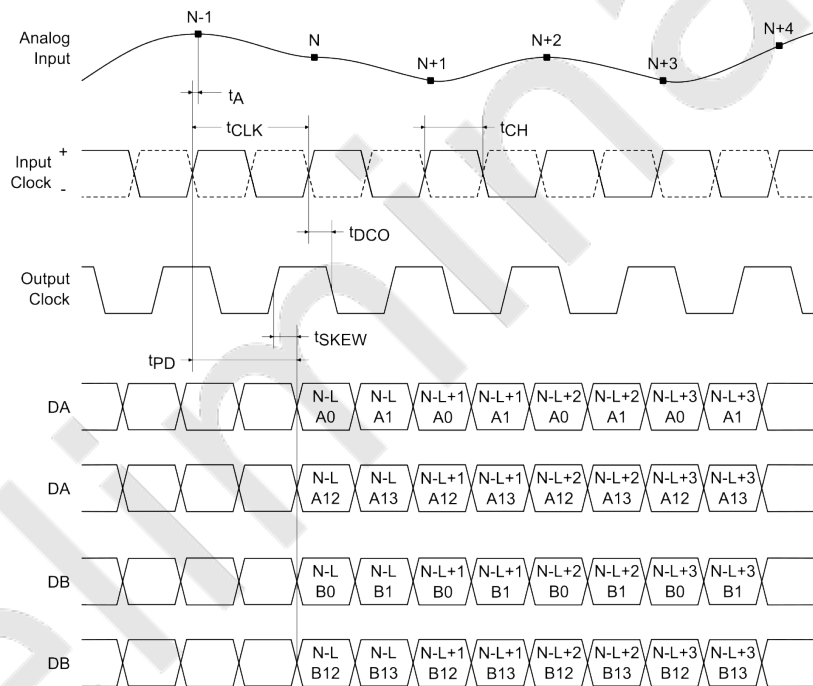 N-1
N
N+1
N+2
N+3
N+4
Analog
Input
tA
tCLK
tCH
Input
Clock
+
-
tDCO
Output
Clock
tSKEW
tPD
DA
N-L N-L N-L+1 N-L+1 N-L+2 N-L+2 N-L+3 N-L+3
A0 A1 A0 A1 A0 A1 A0 A1
DA
N-L N-L N-L+1 N-L+1 N-L+2 N-L+2 N-L+3 N-L+3
A12 A13 A12 A13 A12 A13 A12 A13
DB
N-L N-L N-L+1 N-L+1 N-L+2 N-L+2 N-L+3 N-L+3
B0 B1 B0 B1 B0 B1 B0 B1
DB
N-L N-L N-L+1 N-L+1 N-L+2 N-L+2 N-L+3 N-L+3
B12 B13 B12 B13 B12 B13 B12 B13
elimina